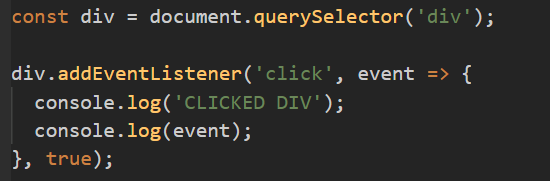 const div = document.querySelector('div');
div.addEventListener('click', event => {
console.log('CLICKED DIV');
console.log(event);
}, true);